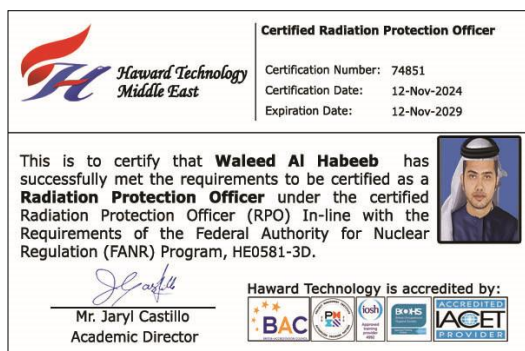 Haward Technology
Middle East
Certified Radiation Protection Officer
Certification Number: 74851
Certification Date: 12-Nov-2024
Expiration Date: 12-Nov-2029
This is to certify that Waleed Al Habeeb has
successfully met the requirements to be certified as a
Radiation Protection Officer under the certified
Radiation Protection Officer (RPO) In-line with the
Requirements of the Federal Authority for Nuclear
Regulation (FANR) Program, HE0581-3D.
Mr. Jaryl Castillo
Academic Director
Haward Technology is accredited by:
BAC
iosh
BOHS
ACCREDITED
IACET
PROVIDER